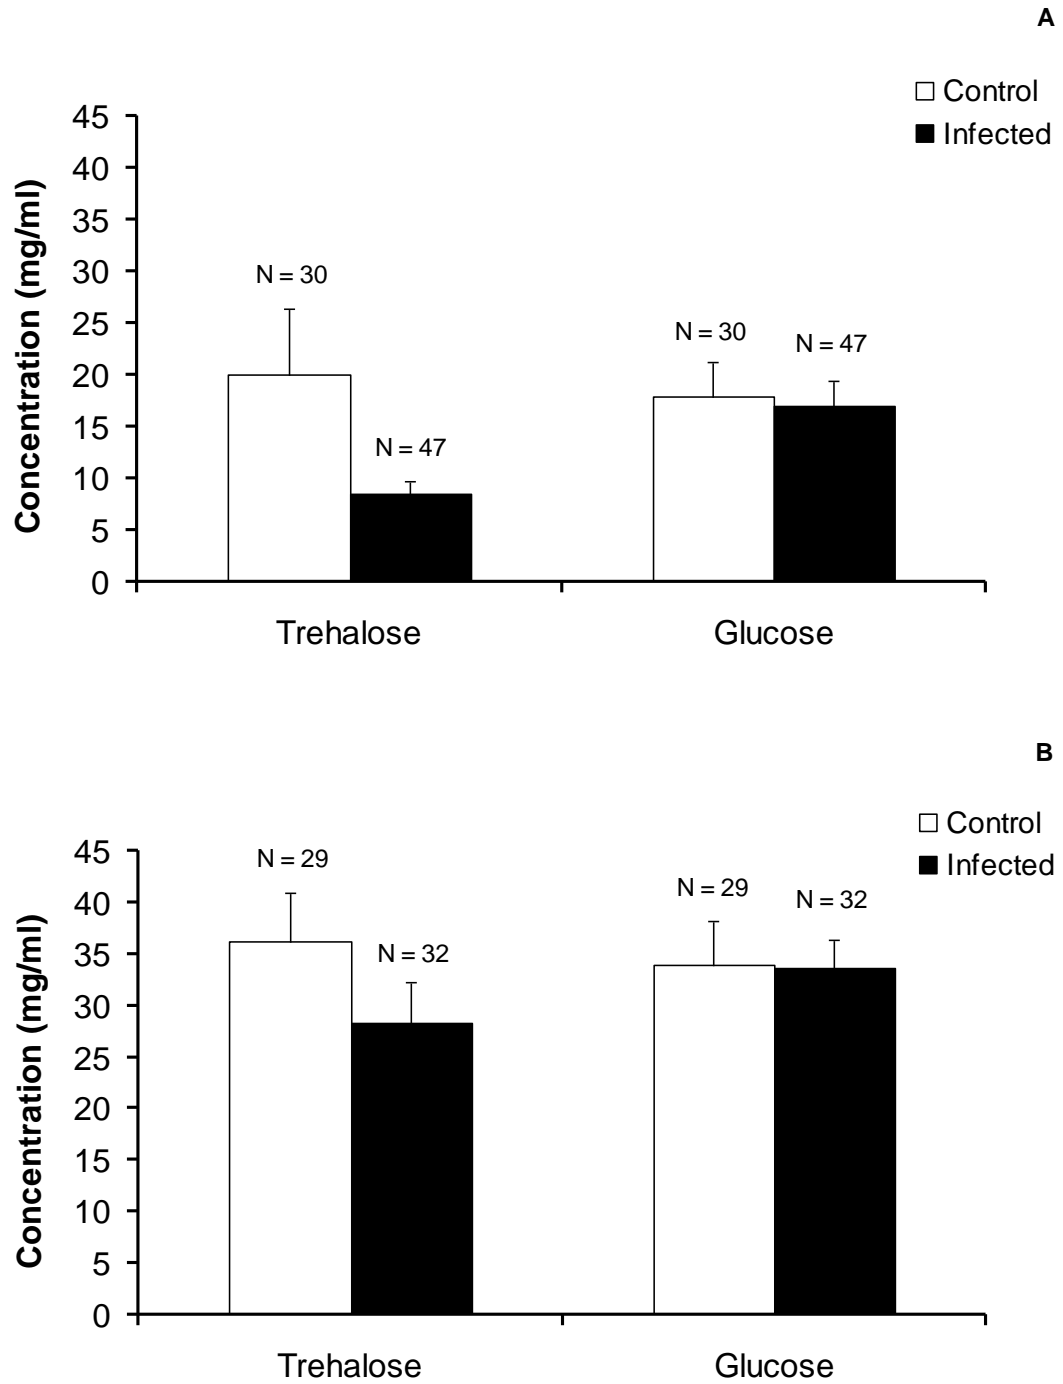 A
Control
Infected
Concentration (mg/ml)
45
40
35
30
25
20
15
10
5
0
N = 30
N = 47
N = 30
N = 47
Trehalose
Glucose
B
Control
Infected
Concentration (mg/ml)
45
40
35
30
25
20
15
10
5
0
N = 29
N = 32
N = 29
N = 32
Trehalose
Glucose